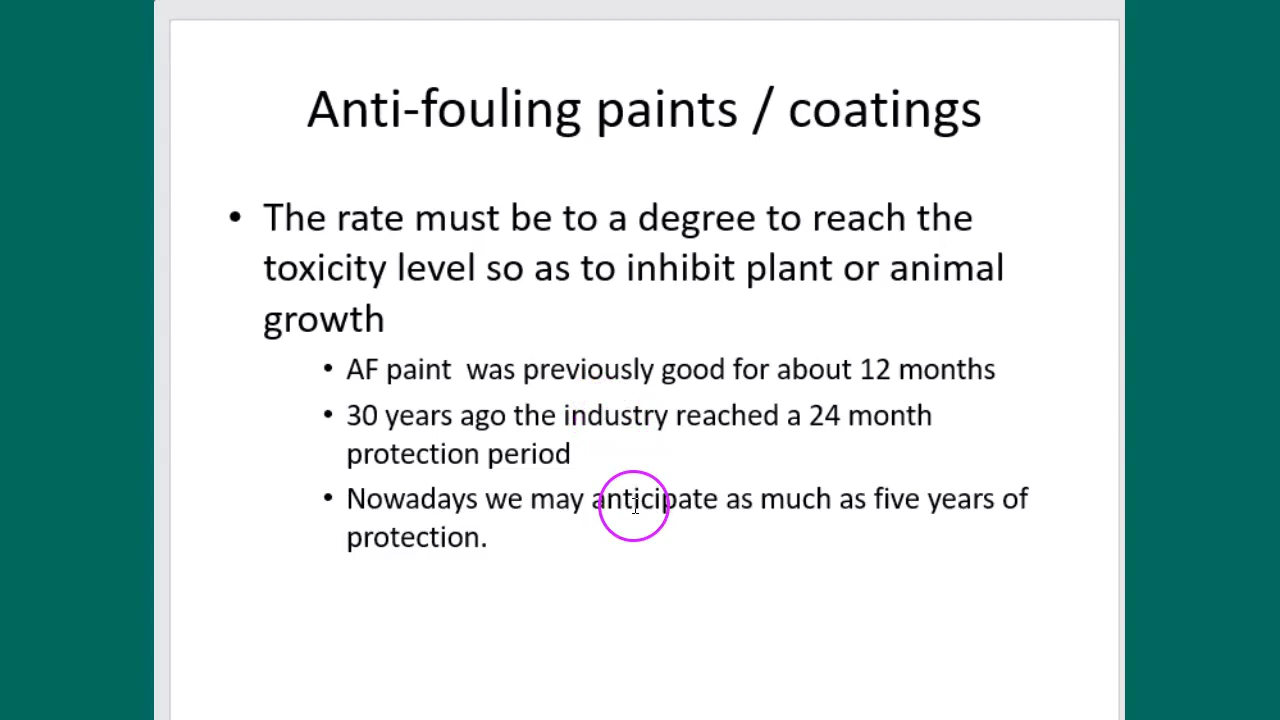 Anti-fouling paints / coatings
• The rate must be to a degree to reach the
toxicity level so as to inhibit plant or animal
growth
• AF paint  was previously good for about 12 months
• 30 years ago the industry reached a 24 month
protection period
• Nowadays we may anticipate as much as five years of
protection.